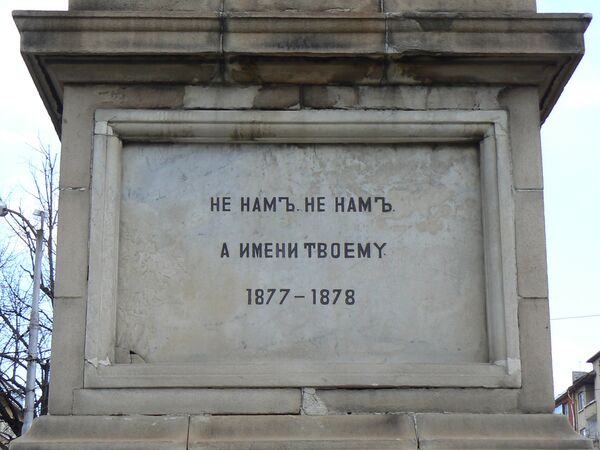 НЕ НАМЪ. НЕ НАМЪ.
А ИМЕНИ ТВОЕМУ.
1877–1878